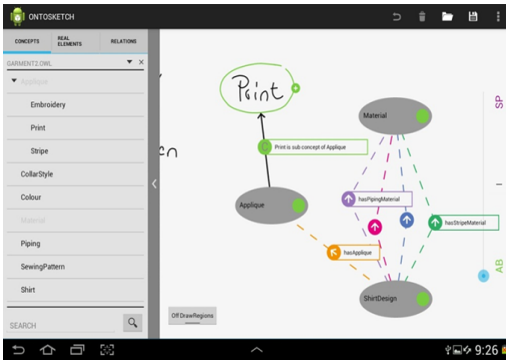 ONTOSKETCH
CONCEPTS
REAL
ELEMENTS
RELATIONS
GARMENT2.OWL
Applique
Embroidery
Print
Stripe
CollarStyle
Colour
Material
Piping
SewingPattern
Shirt
SEARCH
en
Print
Print is sub concept of Applique
Applique
Material
hasPipingMaterial
hasStripeMaterial
hasApplique
ShirtDesign
Off DrawRegions
SP
I
AB
9:26